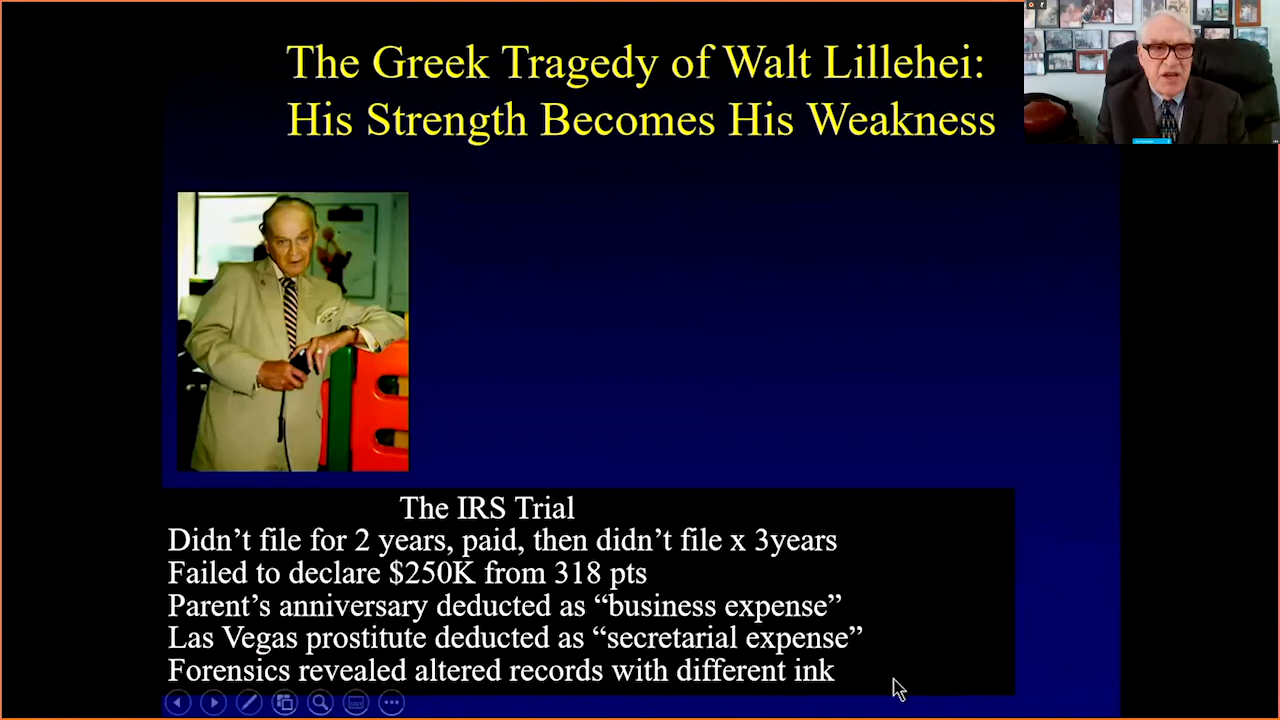 The Greek Tragedy of Walt Lillehei:
His Strength Becomes His Weakness
The IRS Trial
Didn’t file for 2 years, paid, then didn’t file x 3years
Failed to declare $250K from 318 pts
Parent’s anniversary deducted as “business expense”
Las Vegas prostitute deducted as “secretarial expense”
Forensics revealed altered records with different ink